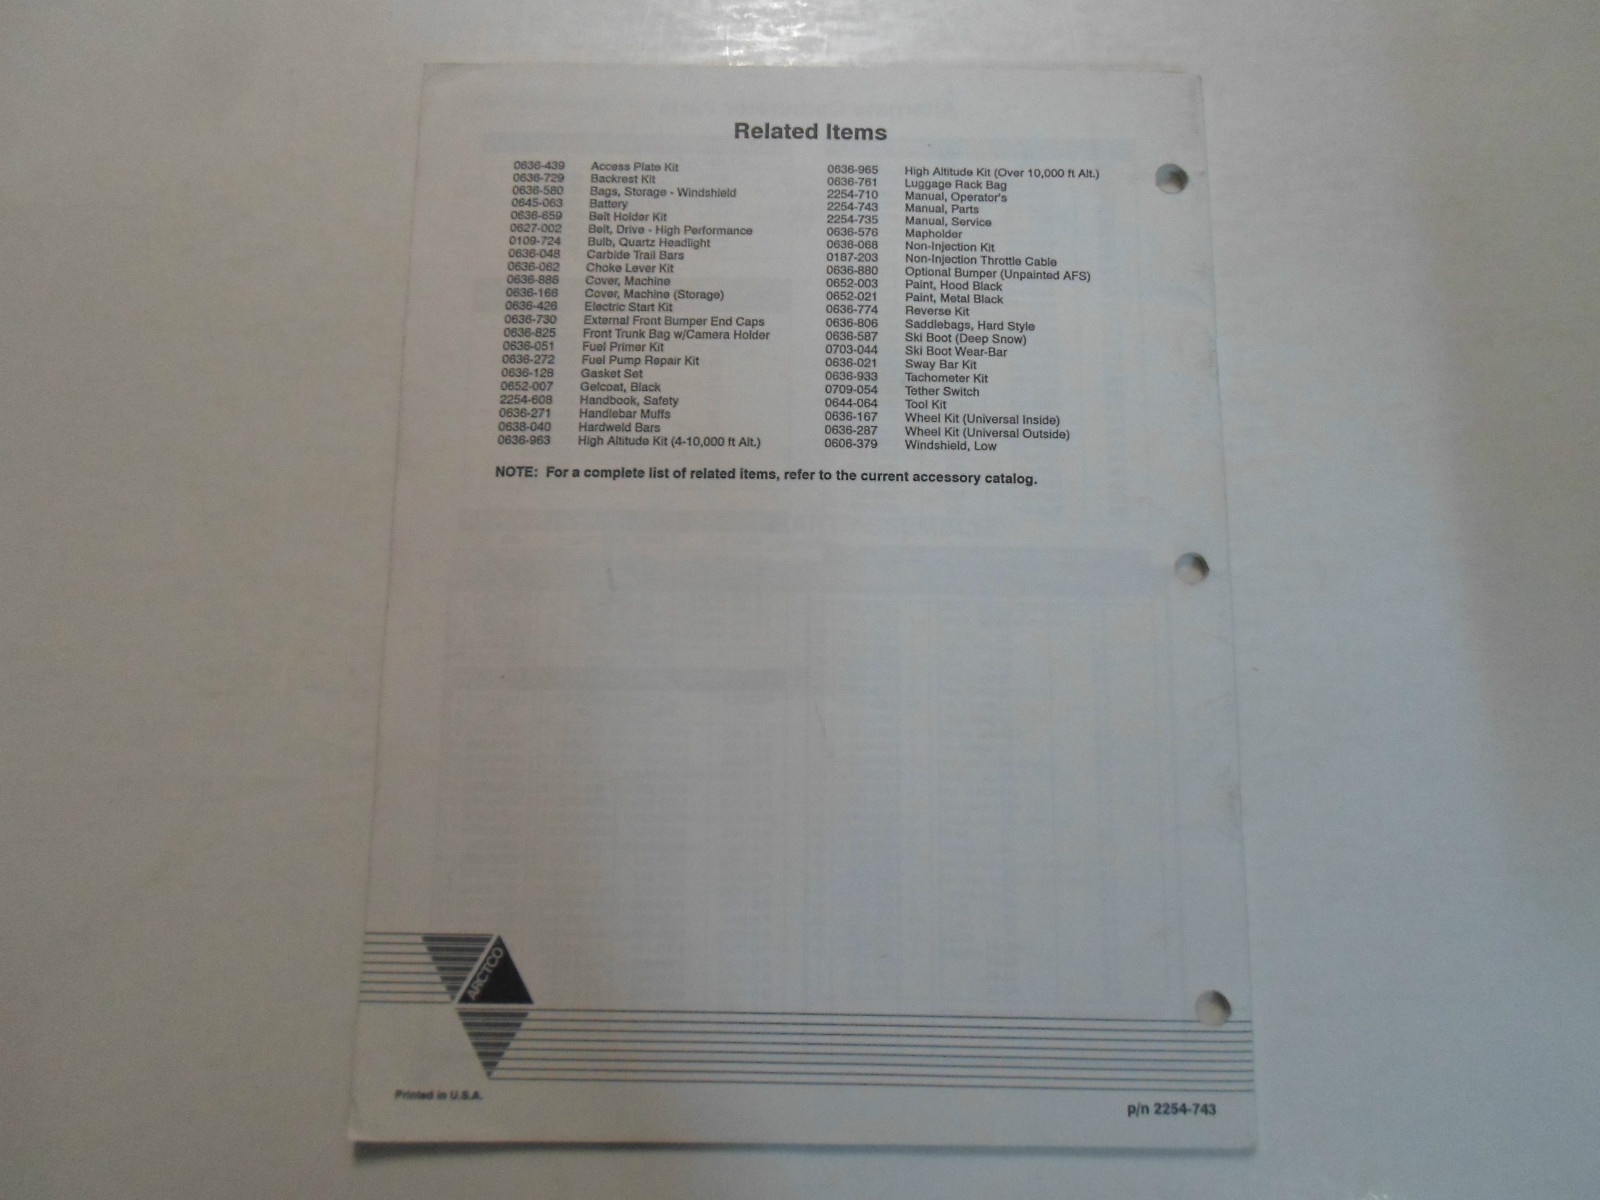 Related Items
0636-439 Access Plate Kit
0636-729 Backrest Kit
0636-580 Bags, Storage - Windshield
0645-063 Battery
0636-659 Belt Holder Kit
0627-002 Belt, Drive - High Performance
0109-724 Bulb, Quartz Headlight
0636-048 Carbide Trail Bars
0636-062 Choke Lever Kit
0636-886 Cover, Machine
0636-166 Cover, Machine (Storage)
0636-426 Electric Start Kit
0636-730 External Front Bumper End Caps
0636-825 Front Trunk Bag w/Camera Holder
0636-051 Fuel Primer Kit
0636-272 Fuel Pump Repair Kit
0636-128 Gasket Set
0652-007 Gelcoat, Black
2254-608 Handbook, Safety
0636-271 Handlebar Muffs
0638-040 Hardweld Bars
0636-963 High Altitude Kit (4-10,000 ft Alt.)
0636-965 High Altitude Kit (Over 10,000 ft Alt.)
0636-761 Luggage Rack Bag
2254-710 Manual, Operator's
2254-743 Manual, Parts
2254-735 Manual, Service
0636-576 Mapholder
0636-068 Non-Injection Kit
0187-203 Non-Injection Throttle Cable
0636-880 Optional Bumper (Unpainted AFS)
0652-003 Paint, Hood Black
0652-021 Paint, Metal Black
0636-774 Reverse Kit
0636-806 Saddlebags, Hard Style
0636-587 Ski Boot (Deep Snow)
0703-044 Ski Boot Wear-Bar
0636-021 Sway Bar Kit
0636-933 Tachometer Kit
0709-054 Tether Switch
0644-064 Tool Kit
0636-167 Wheel Kit (Universal Inside)
0636-287 Wheel Kit (Universal Outside)
0606-379 Windshield, Low
NOTE: For a complete list of related items, refer to the current accessory catalog.
ARCTCO
Printed in U.S.A.
p/n 2254-743